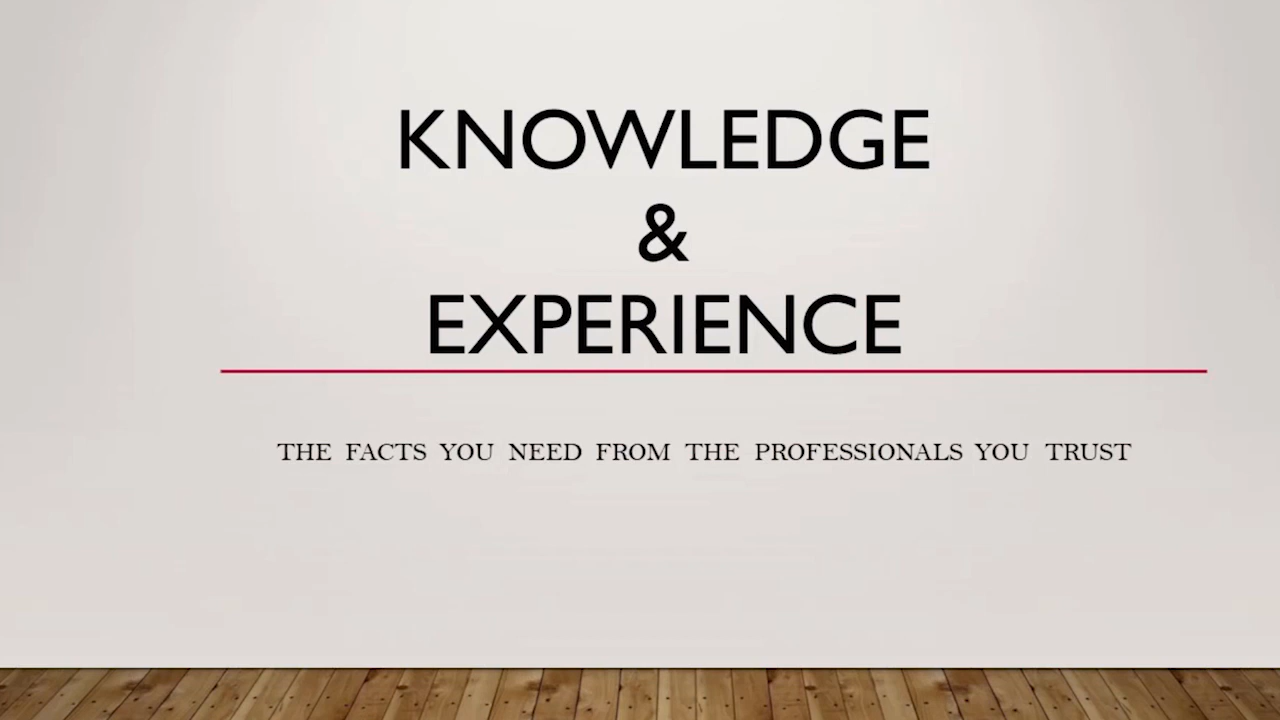 KNOWLEDGE
&
EXPERIENCE
THE FACTS YOU NEED FROM THE PROFESSIONALS YOU TRUST